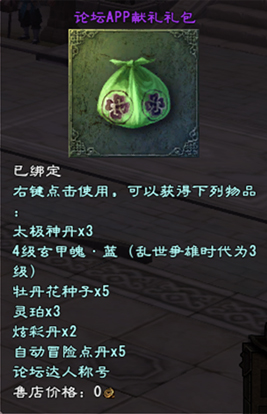 论坛APP献礼礼包
已绑定
右键点击使用，可以获得下列物品
：
太极神丹x3
4级玄甲魄·蓝（乱世争雄时代为3
级）
牡丹花种子x5
灵珀x3
炫彩丹x2
自动冒险点丹x5
论坛达人称号
售店价格：0